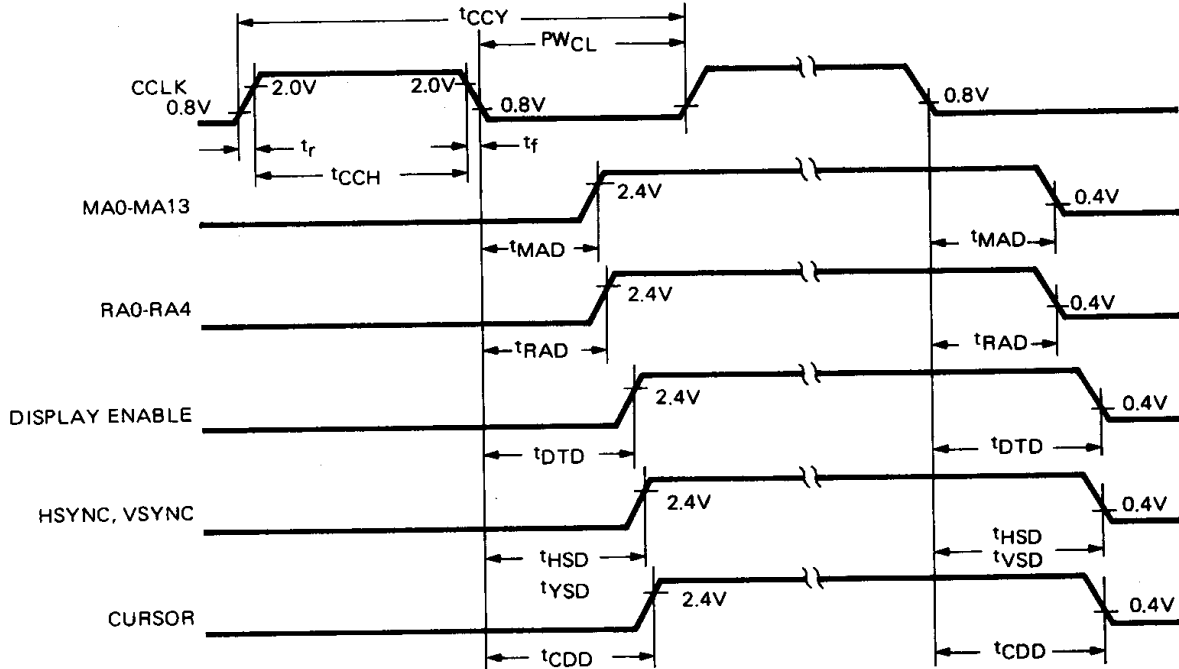 tCCY
PWCL
CCLK
0.8V
2.0V
2.0V
0.8V
0.8V
tr
tf
tCCH
MA0-MA13
2.4V
0.4V
tMAD
tMAD
RA0-RA4
2.4V
0.4V
tRAD
tRAD
DISPLAY ENABLE
2.4V
0.4V
tDTD
tDTD
HSYNC, VSYNC
2.4V
0.4V
tHSD
tHSD
tYSD
tVSD
CURSOR
2.4V
0.4V
tCDD
tCDD